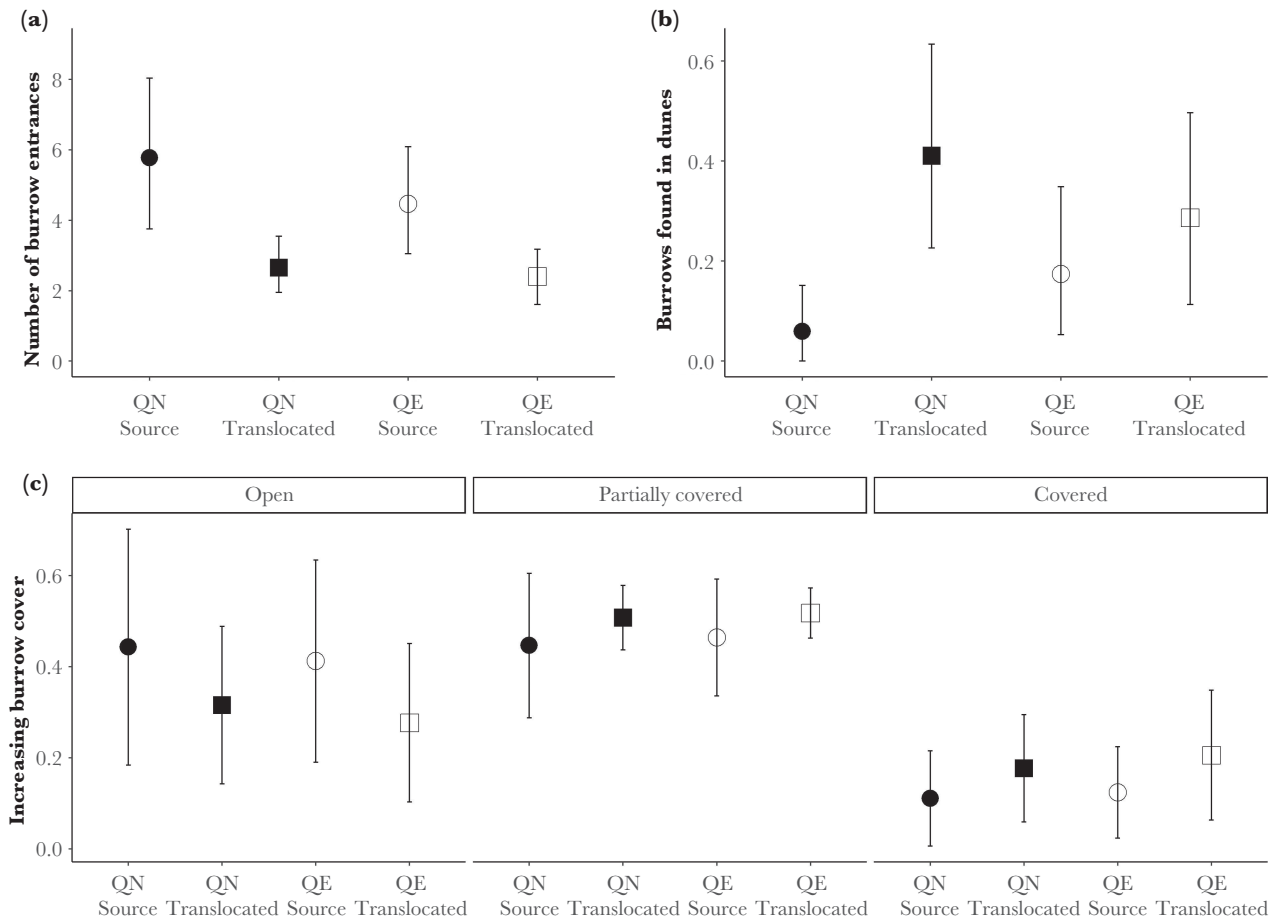 (a)
Number of burrow entrances
8
6
4
2
0
QN
Source
QN
Translocated
QE
Source
QE
Translocated
(b)
Burrows found in dunes
0.6
0.4
0.2
0.0
QN
Source
QN
Translocated
QE
Source
QE
Translocated
(c)
Increasing burrow cover
0.6
0.4
0.2
0.0
Open
Partially covered
Covered
QN
Source
QN
Translocated
QE
Source
QE
Translocated
QN
Source
QN
Translocated
QE
Source
QE
Translocated
QN
Source
QN
Translocated
QE
Source
QE
Translocated